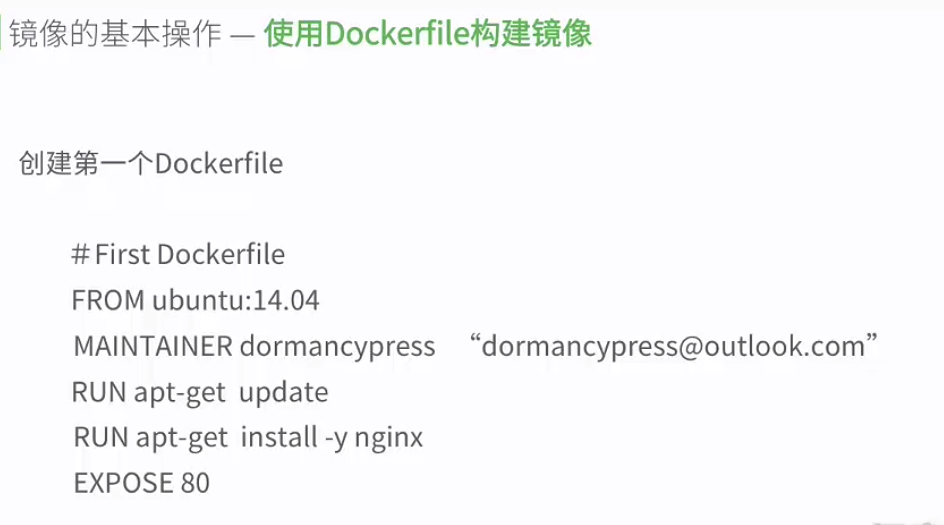 镜像的基本操作 — 使用Dockerfile构建镜像
创建第一个Dockerfile
＃First Dockerfile
FROM ubuntu:14.04
MAINTAINER dormancypress “dormancypress@outlook.com”
RUN apt-get update
RUN apt-get install -y nginx
EXPOSE 80